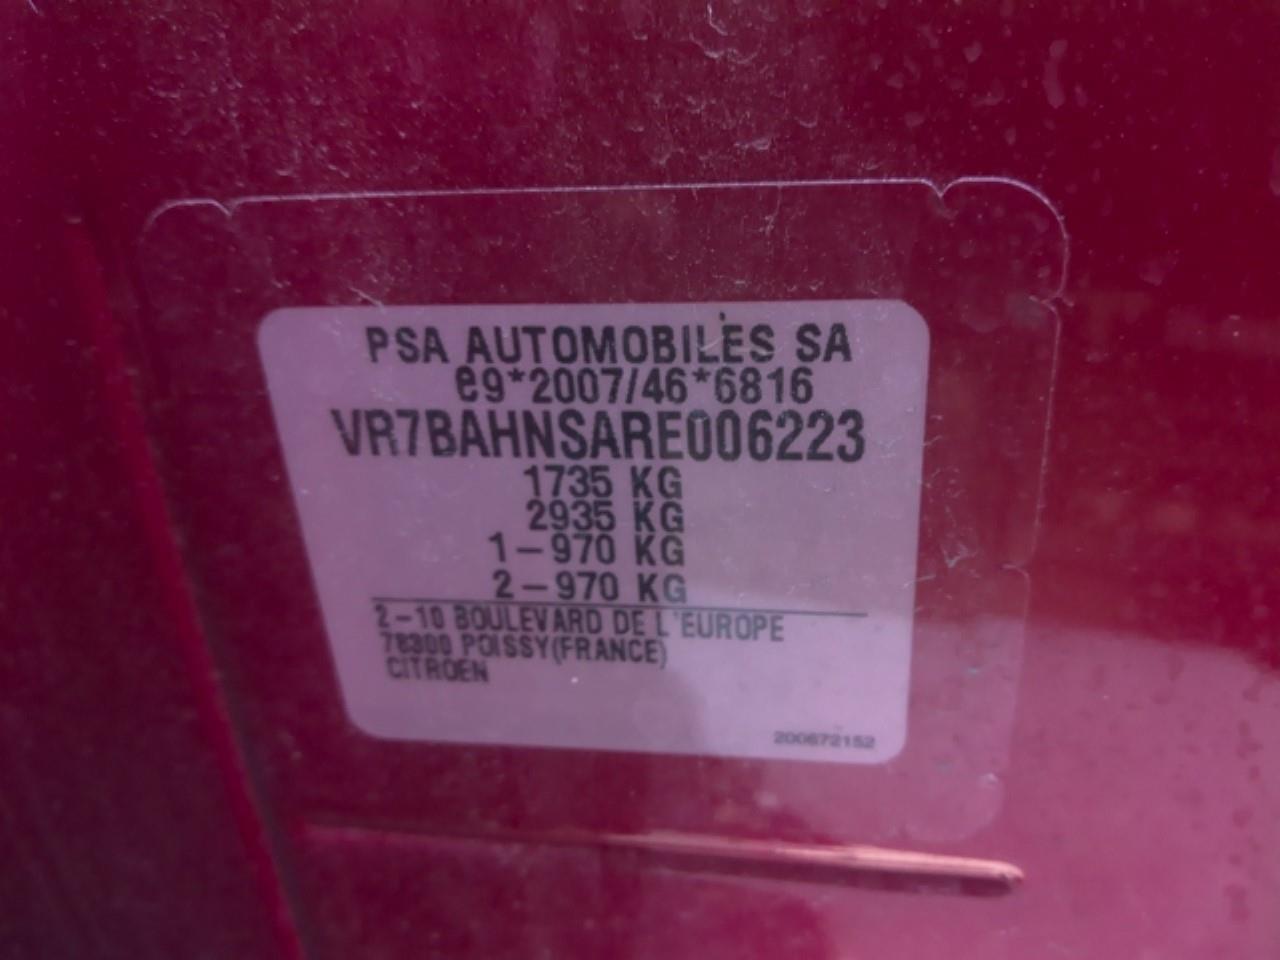 PSA AUTOMOBILES SA
e9*2007/46*6816
VR7BAHNSARE006223
1735 KG
2935 KG
1-970 KG
2-970 KG
2-10 BOULEVARD DE L'EUROPE
78300 POISSY(FRANCE)
CITROEN
200672152